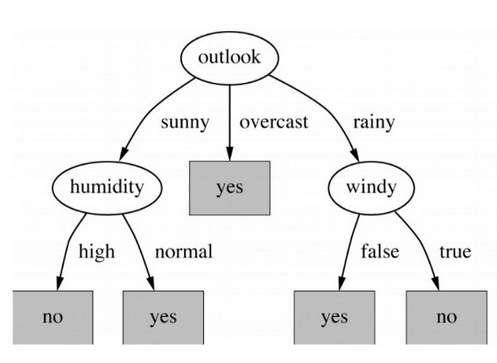 outlook
sunny overcast rainy
humidity yes windy
high normal false true
no yes yes no